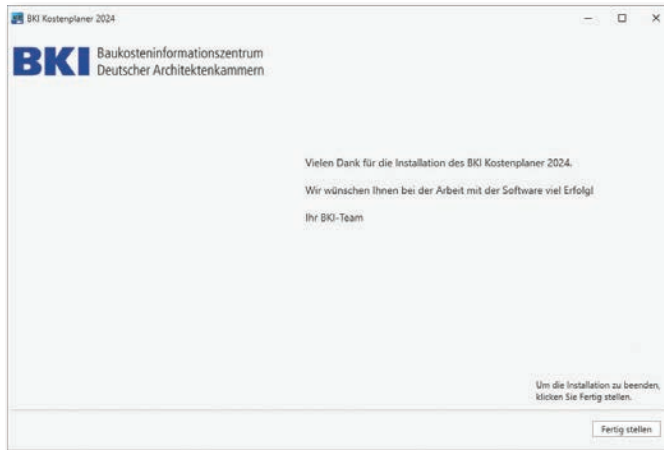 BKI Kostenplaner 2024
BKI Baukosteninformationszentrum
Deutscher Architektenkammern
Vielen Dank für die Installation des BKI Kostenplaner 2024.
Wir wünschen Ihnen bei der Arbeit mit der Software viel Erfolg!
Ihr BKI-Team
Um die Installation zu beenden,
klicken Sie Fertig stellen.
Fertig stellen